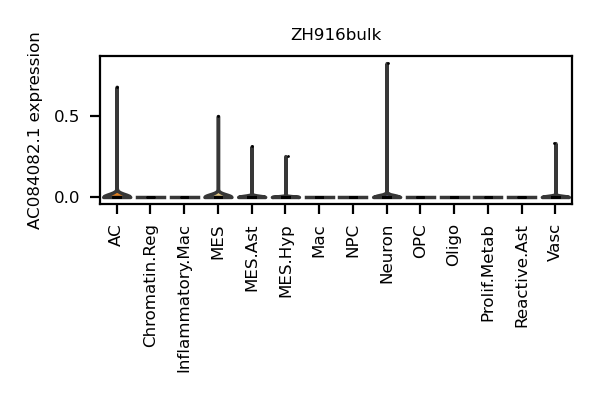 ZH916bulk
AC084082.1 expression
0.5
0.0
AC
Chromatin.Reg
Inflammatory.Mac
MES
MES.Ast
MES.Hyp
Mac
NPC
Neuron
OPC
Oligo
Prolif.Metab
Reactive.Ast
Vasc